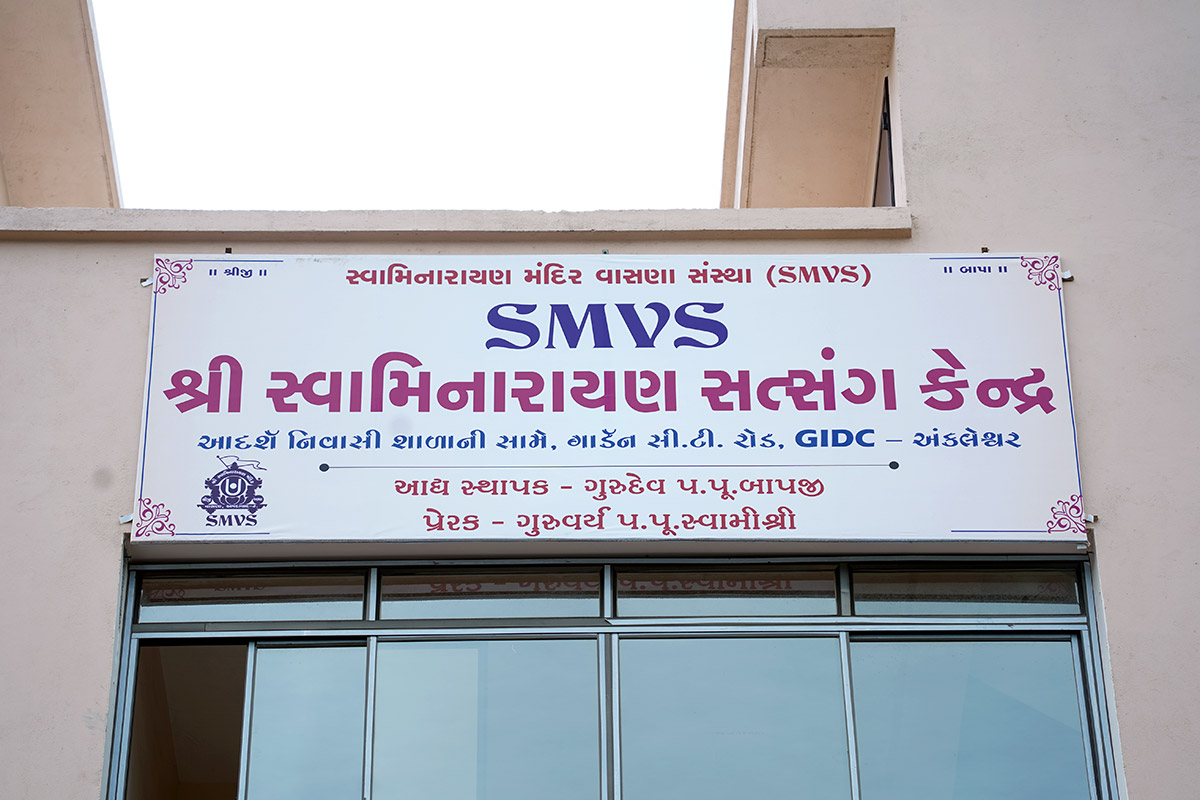 ॥ શ્રીજી ॥
સ્વામિનારાયણ મંદિર વાસણા સંસ્થા (SMVS)
॥ બાપા ॥
SMVS
શ્રી સ્વામિનારાયણ સત્સંગ કેન્દ્ર
આદર્શ નિવાસી શાળાની સામે, ગાર્ડન સી.ટી. રોડ, GIDC – અંકલેશ્વર
આદ્ય સ્થાપક - ગુરુદેવ પ.પૂ.બાપજી
પ્રેરક - ગુરુવર્ય પ.પૂ.સ્વામીશ્રી
SMVS